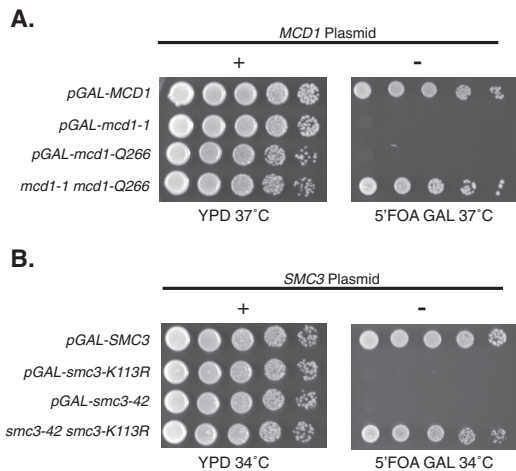 A.
MCD1 Plasmid
+ -
pGAL-MCD1
pGAL-mcd1-1
pGAL-mcd1-Q266
mcd1-1 mcd1-Q266
YPD 37˚C 5'FOA GAL 37˚C
B.
SMC3 Plasmid
+ -
pGAL-SMC3
pGAL-smc3-K113R
pGAL-smc3-42
smc3-42 smc3-K113R
YPD 34˚C 5'FOA GAL 34˚C